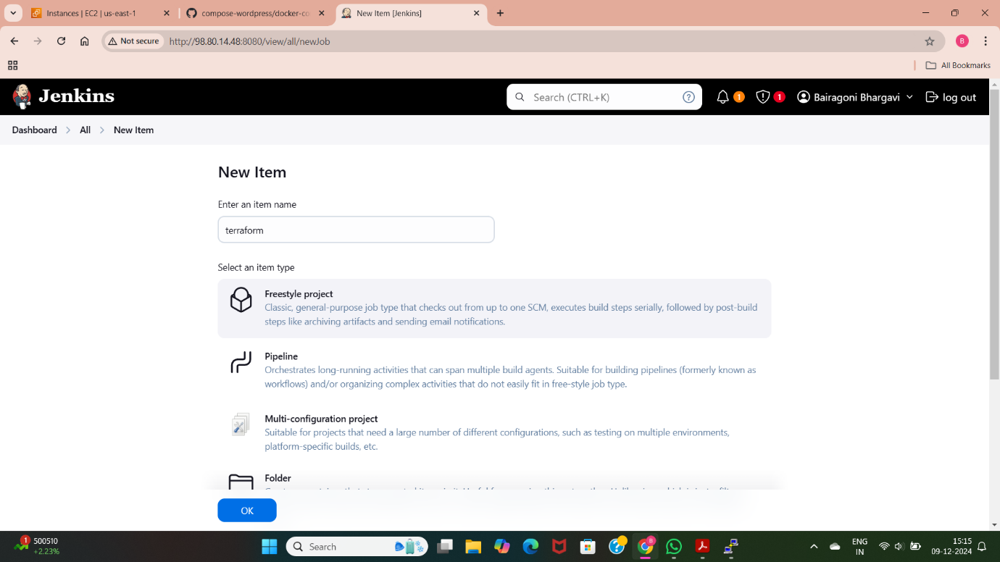 Instances | EC2 | us-east-1
compose-wordpress/docker-co
New Item [Jenkins]
Not secure
http://98.80.14.48:8080/view/all/newJob
B
All Bookmarks
Jenkins
Search (CTRL+K)
?
1
1
Bairagoni Bhargavi
log out
Dashboard
All
New Item
New Item
Enter an item name
terraform
Select an item type
Freestyle project
Classic, general-purpose job type that checks out from up to one SCM, executes build steps serially, followed by post-build
steps like archiving artifacts and sending email notifications.
Pipeline
Orchestrates long-running activities that can span multiple build agents. Suitable for building pipelines (formerly known as
workflows) and/or organizing complex activities that do not easily fit in free-style job type.
Multi-configuration project
Suitable for projects that need a large number of different configurations, such as testing on multiple environments,
platform-specific builds, etc.
Folder
OK
1
500510
+2.23%
Search
B
ENG
IN
15:15
09-12-2024